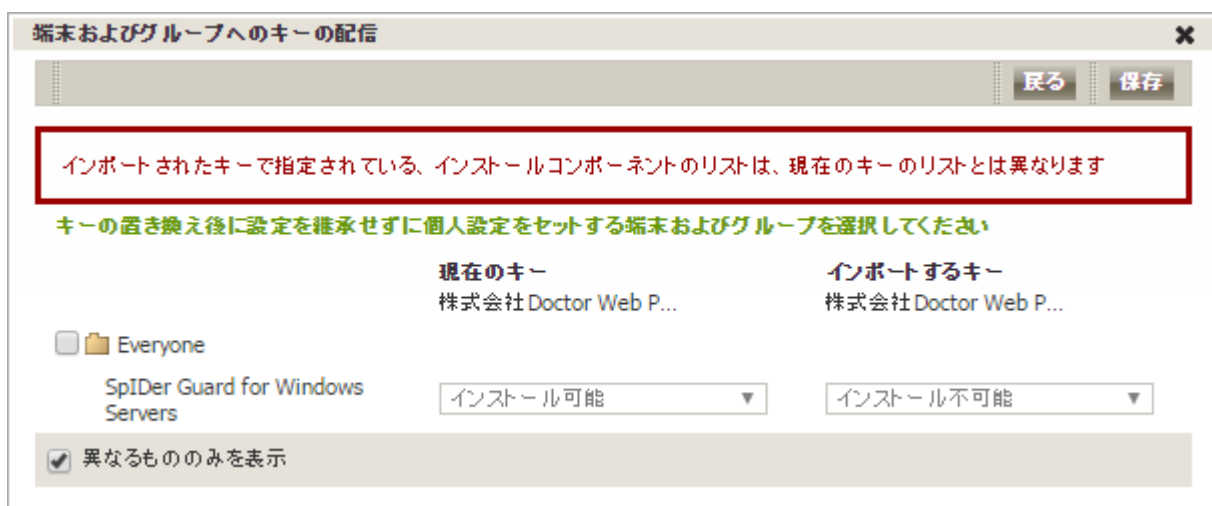 端末およびグループへのキーの配信
戻る 保存
インポートされたキーで指定されている、インストールコンポーネントのリストは、現在のキーのリストとは異なります
キーの置き換え後に設定を継承せずに個人設定をセットする端末およびグループを選択してください
現在のキー インポートするキー
株式会社Doctor Web P... 株式会社Doctor Web P...
Everyone
SpIDer Guard for Windows
Servers
インストール可能 インストール不可能
異なるもののみを表示